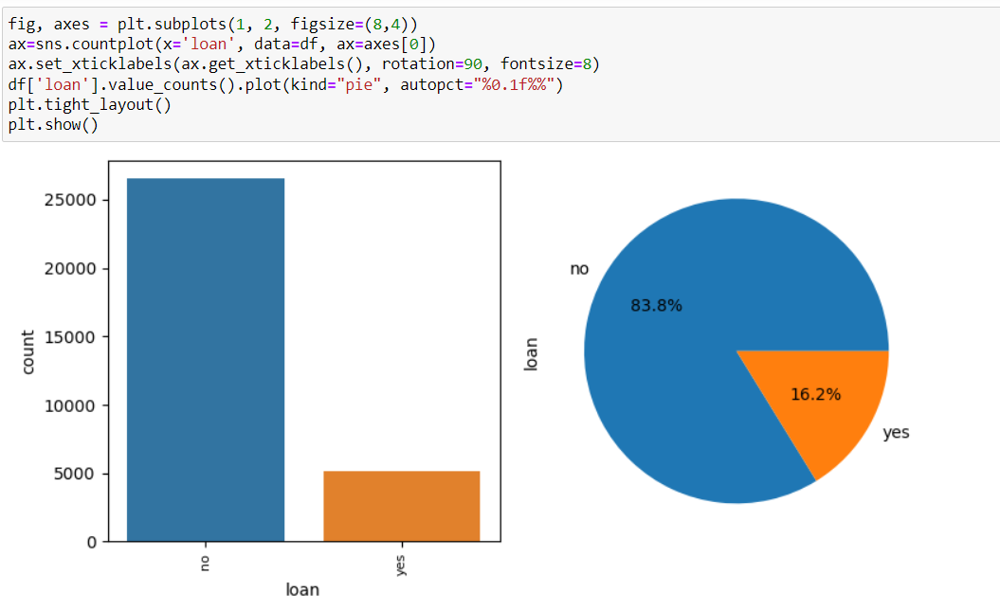 fig, axes = plt.subplots(1, 2, figsize=(8,4))
ax=sns.countplot(x='loan', data=df, ax=axes[0])
ax.set_xticklabels(ax.get_xticklabels(), rotation=90, fontsize=8)
df['loan'].value_counts().plot(kind="pie", autopct="%0.1f%%")
plt.tight_layout()
plt.show()
25000
20000
15000
10000
5000
0
count
no
yes
loan
loan
no
83.8%
16.2%
yes